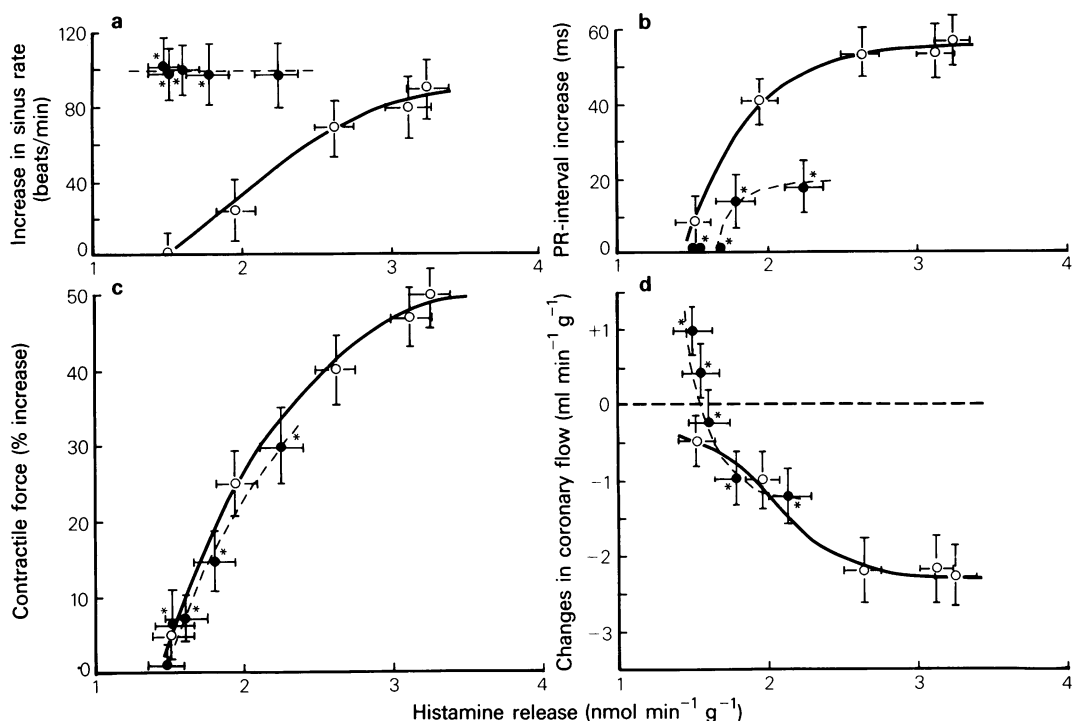 a
Increase in sinus rate
(beats/min)
120
80
40
0
1
2
3
4
* * * *
b
PR-interval increase (ms)
60
40
20
0
1
2
3
4
* * * *
c
Contractile force (% increase)
50
40
30
20
10
0
1
2
3
4
* * * *
d
Changes in coronary flow (ml min⁻¹ g⁻¹)
+1
0
−1
−2
−3
1
2
3
4
* * * * *
Histamine release (nmol min⁻¹ g⁻¹)